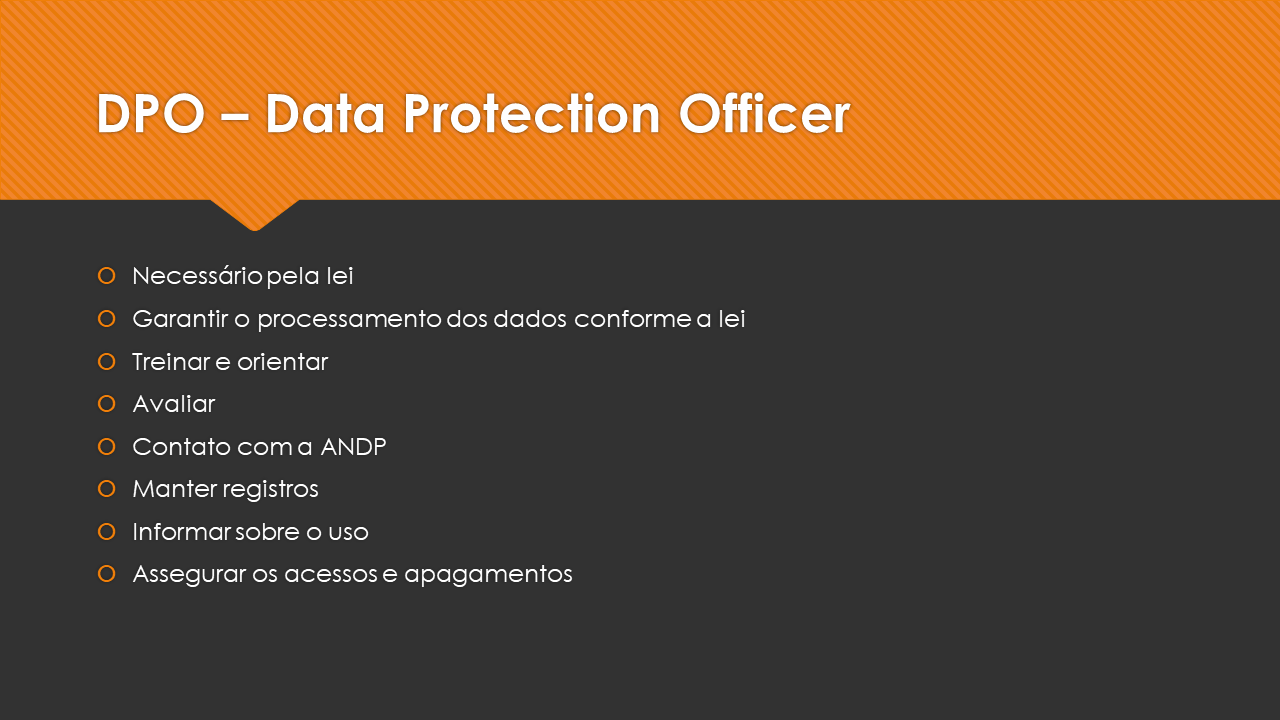 DPO – Data Protection Officer
Necessário pela lei
Garantir o processamento dos dados conforme a lei
Treinar e orientar
Avaliar
Contato com a ANDP
Manter registros
Informar sobre o uso
Assegurar os acessos e apagamentos